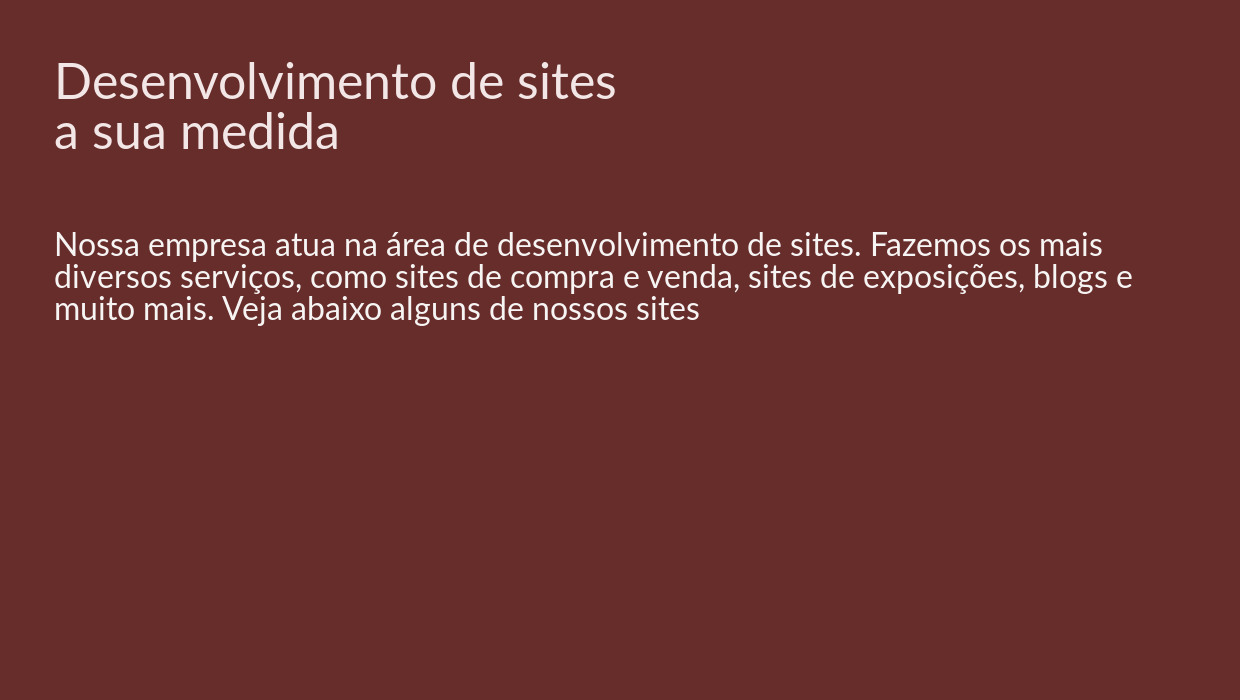 Desenvolvimento de sites
a sua medida
Nossa empresa atua na área de desenvolvimento de sites. Fazemos os mais
diversos serviços, como sites de compra e venda, sites de exposições, blogs e
muito mais. Veja abaixo alguns de nossos sites